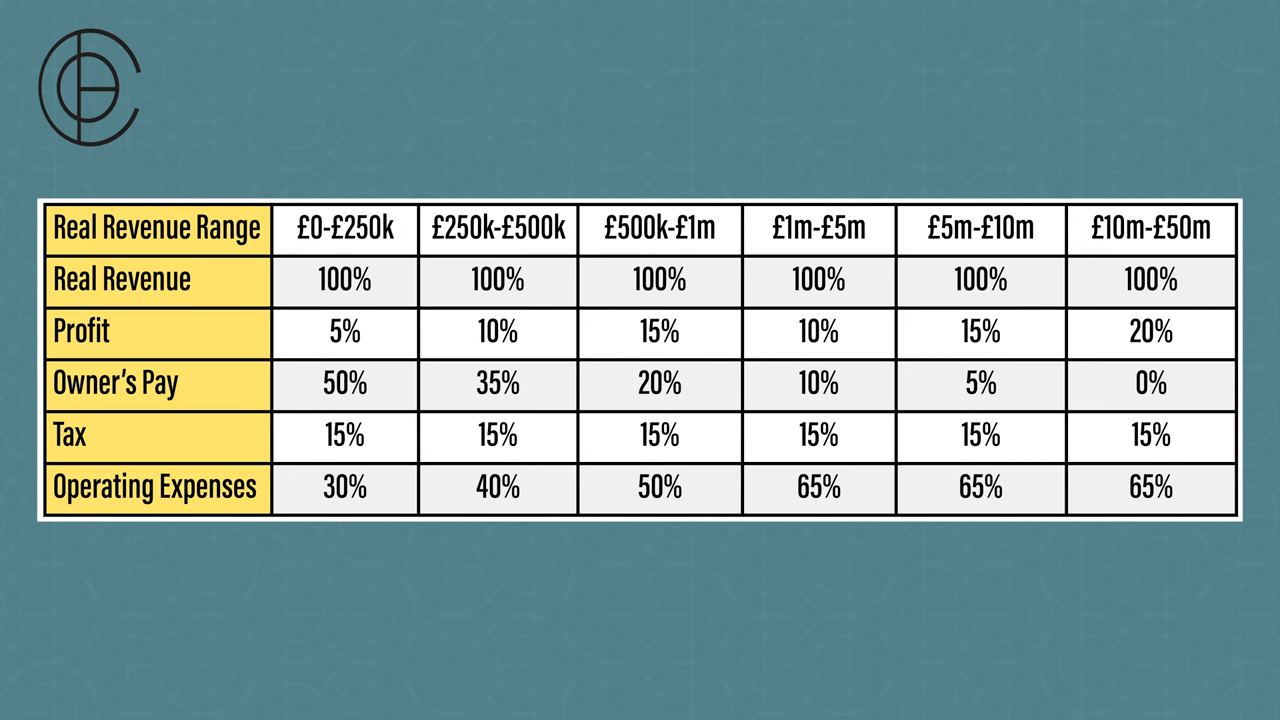 Real Revenue Range £0-£250k £250k-£500k £500k-£1m £1m-£5m £5m-£10m £10m-£50m
Real Revenue 100% 100% 100% 100% 100% 100%
Profit 5% 10% 15% 10% 15% 20%
Owner’s Pay 50% 35% 20% 10% 5% 0%
Tax 15% 15% 15% 15% 15% 15%
Operating Expenses 30% 40% 50% 65% 65% 65%